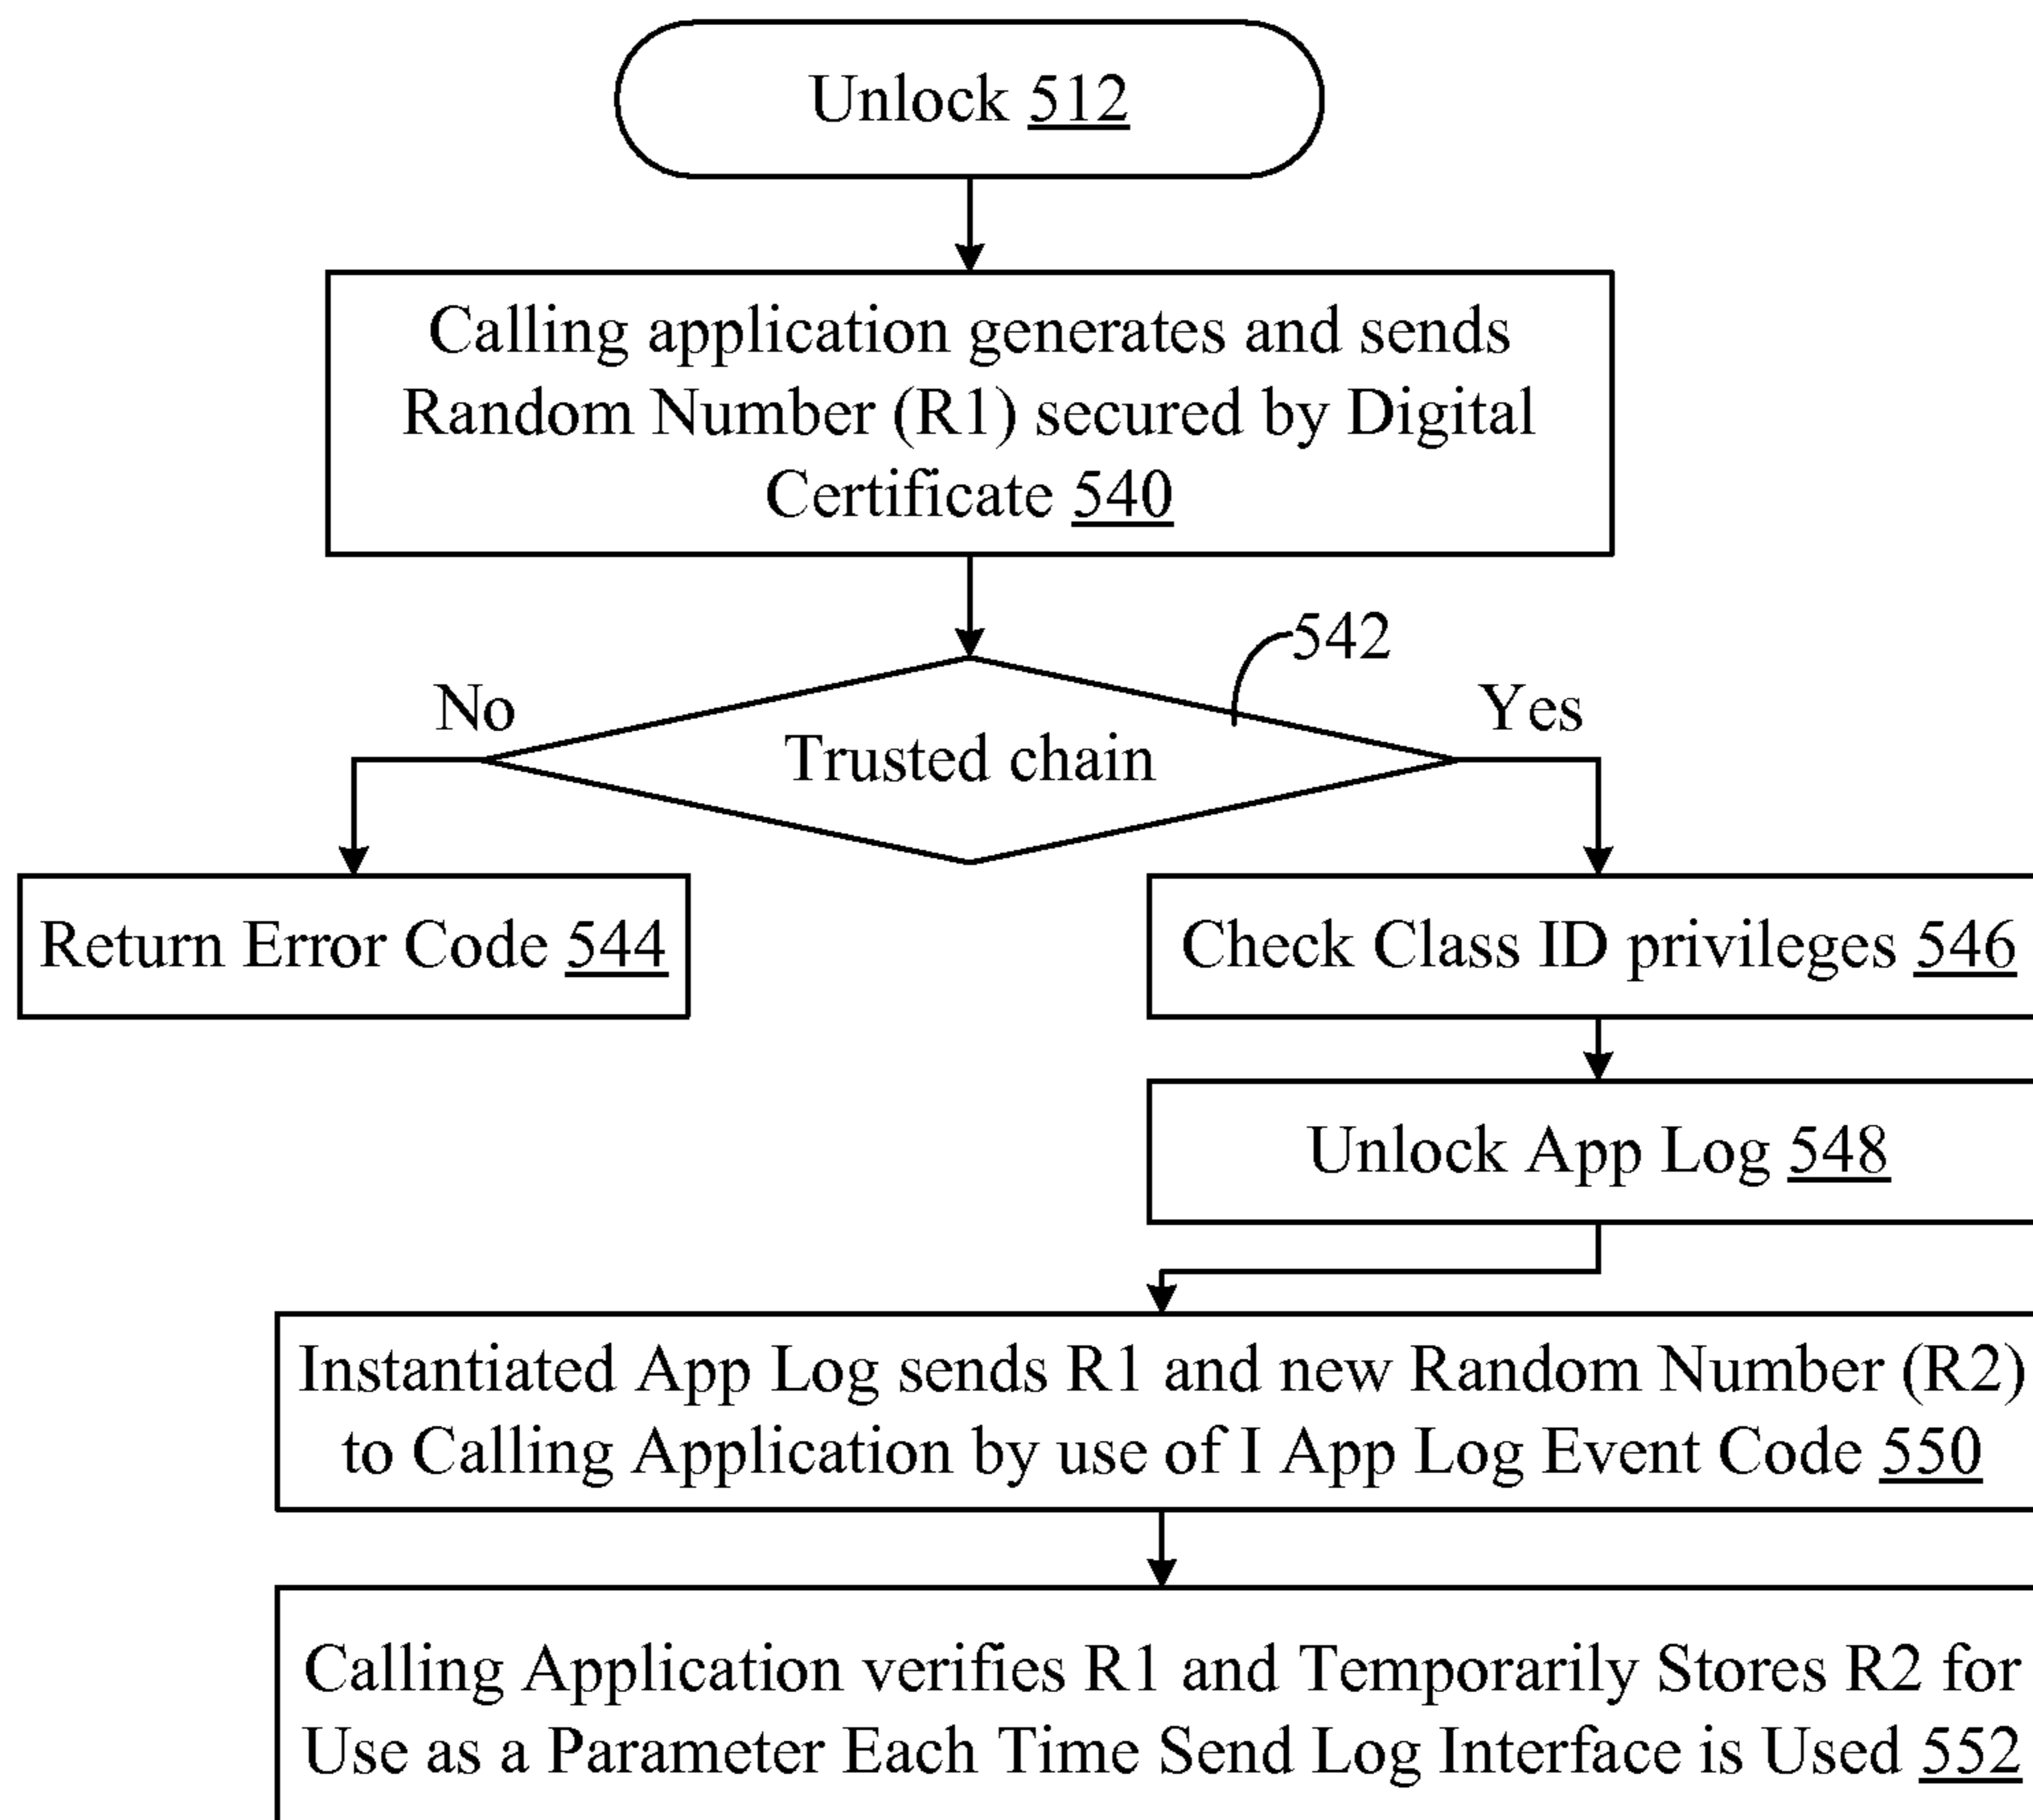 Unlock 512
Calling application generates and sends
Random Number (R1) secured by Digital
Certificate 540
542
No
Yes
Trusted chain
Return Error Code 544
Check Class ID privileges 546
Unlock App Log 548
Instantiated App Log sends R1 and new Random Number (R2)
to Calling Application by use of I App Log Event Code 550
Calling Application verifies R1 and Temporarily Stores R2 for
Use as a Parameter Each Time Send Log Interface is Used 552